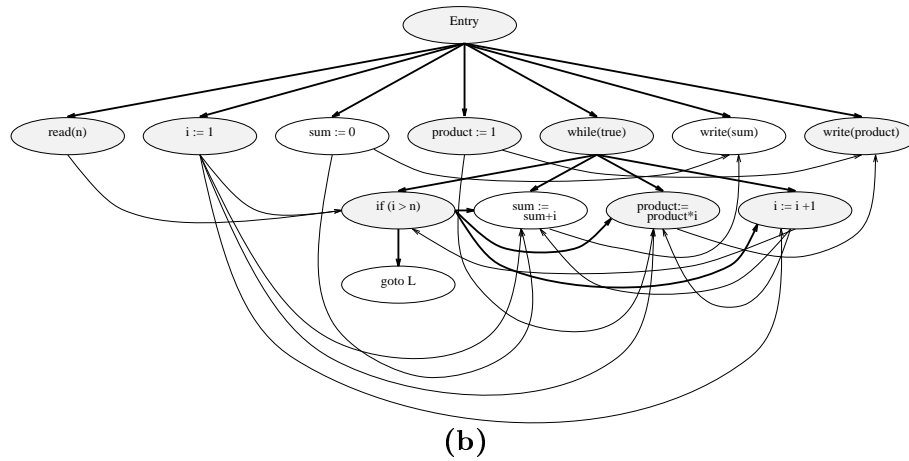 Entry
read(n)
i := 1
sum := 0
product := 1
while(true)
write(sum)
write(product)
if (i > n)
sum :=
sum+i
product:=
product*i
i := i +1
goto L
(b)